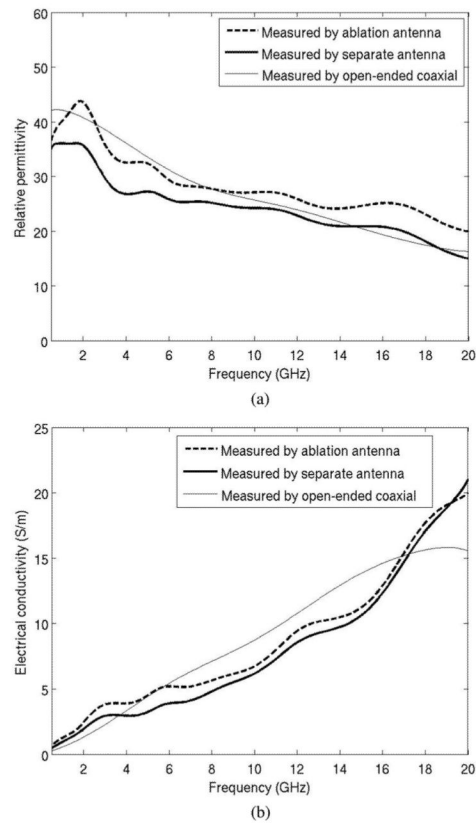 60
50
40
30
20
10
0
Relative permittivity
Measured by ablation antenna
Measured by separate antenna
Measured by open-ended coaxial
2 4 6 8 10 12 14 16 18 20
Frequency (GHz)
(a)
25
20
15
10
5
0
Electrical conductivity (S/m)
Measured by ablation antenna
Measured by separate antenna
Measured by open-ended coaxial
2 4 6 8 10 12 14 16 18 20
Frequency (GHz)
(b)